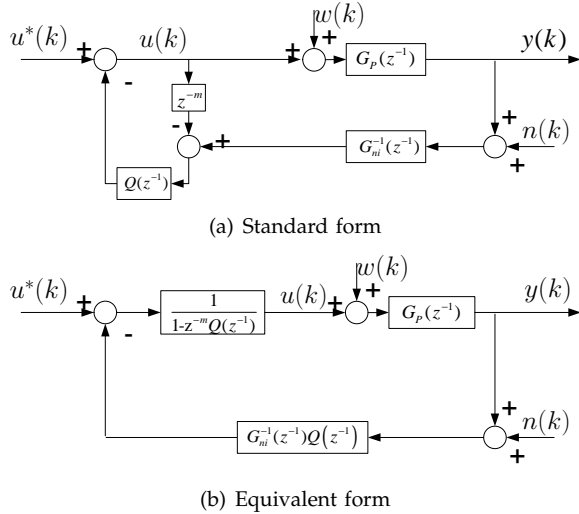 w(k)
u*(k) + u(k) + + G_P(z^{-1}) y(k)
-
z^{-m}
- + n(k)
+ G_{ni}^{-1}(z^{-1}) +
Q(z^{-1})
(a) Standard form
w(k)
u*(k) + 1/(1-z^{-m}Q(z^{-1})) u(k) + + G_P(z^{-1}) y(k)
-
+ n(k)
G_{ni}^{-1}(z^{-1})Q(z^{-1}) +
(b) Equivalent form